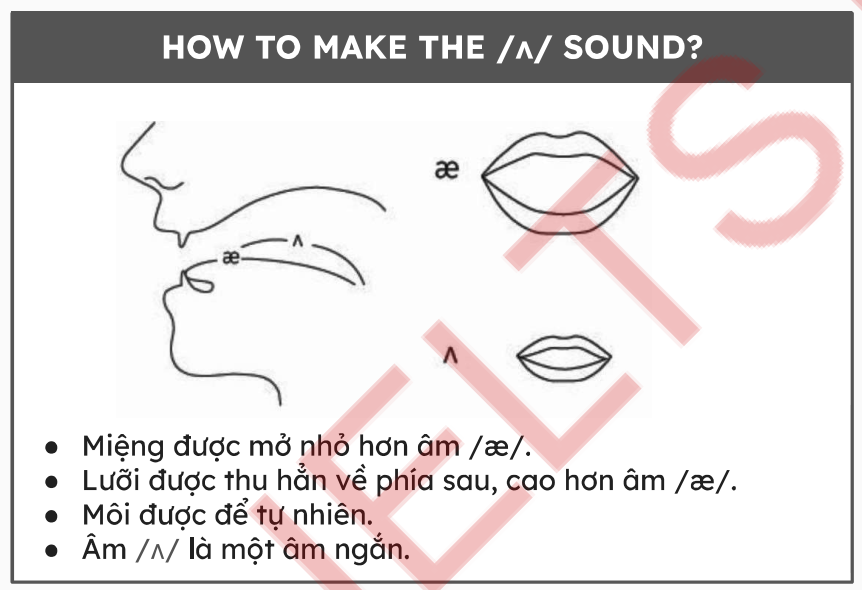 HOW TO MAKE THE /ʌ/ SOUND?
æ
ʌ
æ
ʌ
● Miệng được mở nhỏ hơn âm /æ/.
● Lưỡi được thu hẳn về phía sau, cao hơn âm /æ/.
● Môi được để tự nhiên.
● Âm /ʌ/ là một âm ngắn.
IELTS